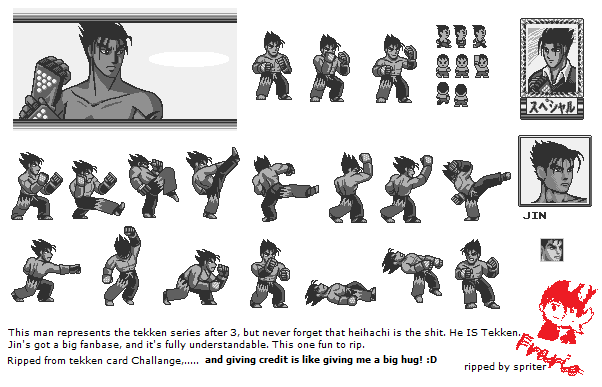 スペシャル
JIN
This man represents the tekken series after 3, but never forget that heihachi is the shit. He IS Tekken.
Jin's got a big fanbase, and it's fully understandable. This one fun to rip.
Ripped from tekken card Challange,..... and giving credit is like giving me a big hug! :D
ripped by spriter